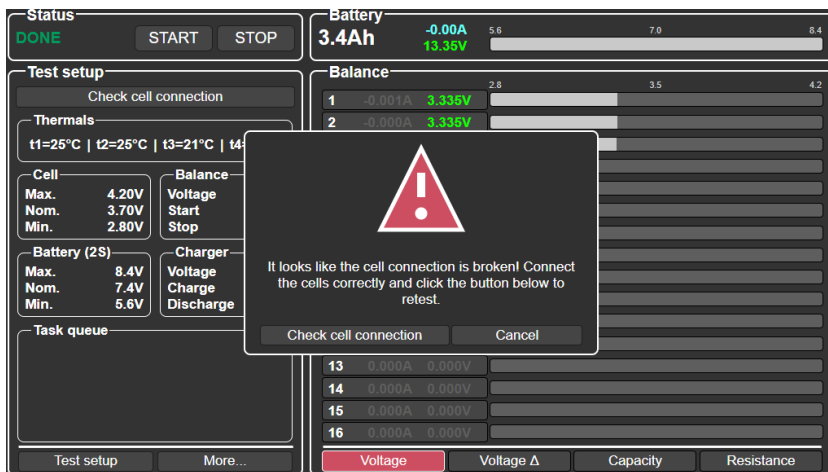 Status
DONE
START
STOP
Battery
3.4Ah
-0.00A
13.35V
5.6
7.0
8.4
Test setup
Check cell connection
Thermals
t1=25°C | t2=25°C | t3=21°C | t4=
Cell
Max. 4.20V
Nom. 3.70V
Min. 2.80V
Balance
Voltage
Start
Stop
Battery (2S)
Max. 8.4V
Nom. 7.4V
Min. 5.6V
Charger
Voltage
Charge
Discharge
Task queue
Test setup
More...
Balance
2.8
3.5
4.2
1 -0.001A 3.335V
2 -0.000A 3.335V
It looks like the cell connection is broken! Connect
the cells correctly and click the button below to
retest.
Check cell connection
Cancel
13 0.000A 0.000V
14 0.000A 0.000V
15 0.000A 0.000V
16 0.000A 0.000V
Voltage
Voltage Δ
Capacity
Resistance